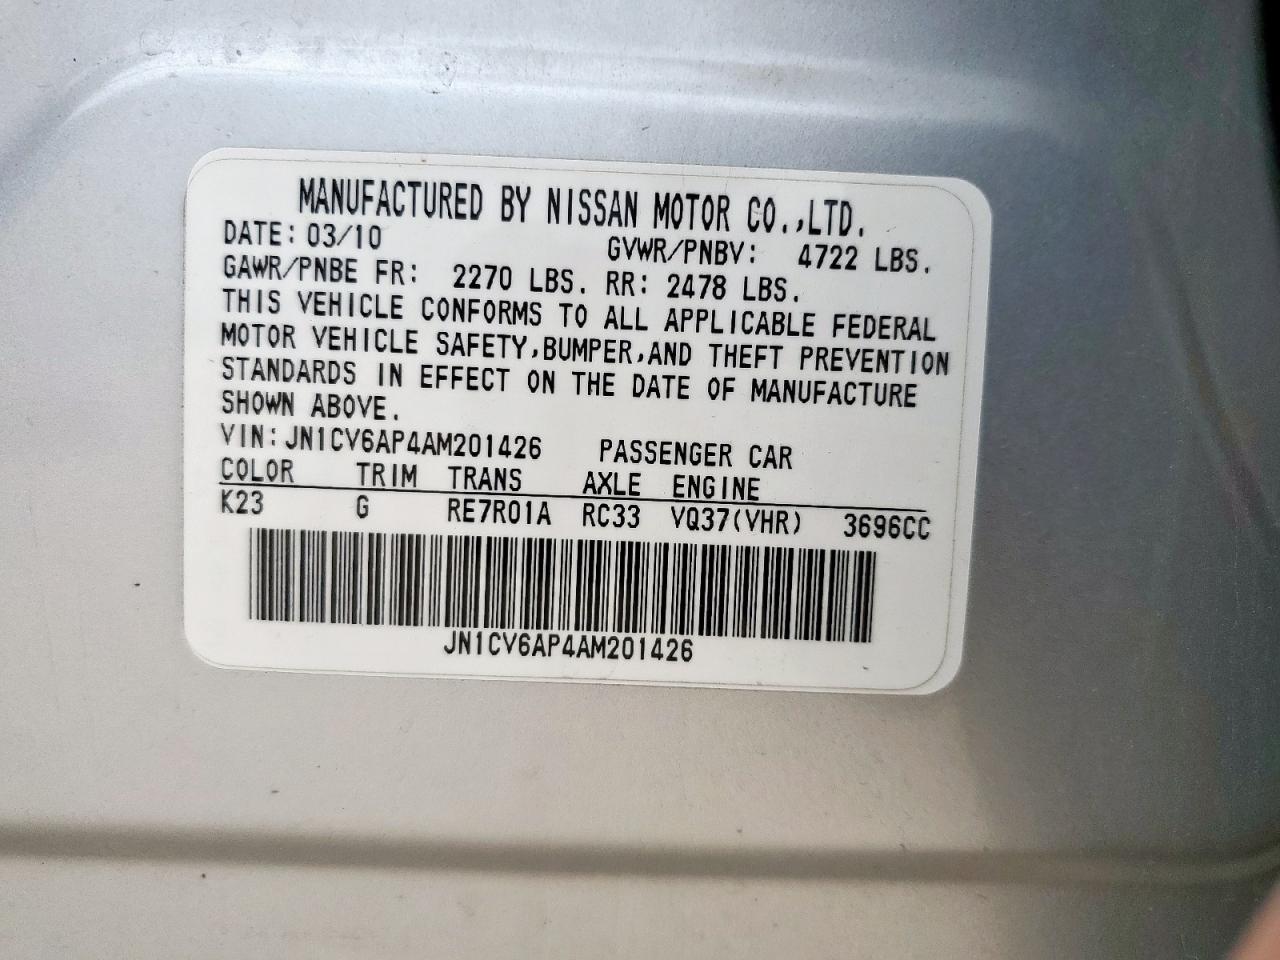 MANUFACTURED BY NISSAN MOTOR CO.,LTD.
DATE: 03/10 GVWR/PNBV: 4722 LBS.
GAWR/PNBE FR: 2270 LBS. RR: 2478 LBS.
THIS VEHICLE CONFORMS TO ALL APPLICABLE FEDERAL
MOTOR VEHICLE SAFETY,BUMPER,AND THEFT PREVENTION
STANDARDS IN EFFECT ON THE DATE OF MANUFACTURE
SHOWN ABOVE.
VIN: JN1CV6AP4AM201426 PASSENGER CAR
COLOR TRIM TRANS AXLE ENGINE
K23 G RE7R01A RC33 VQ37(VHR) 3696CC
JN1CV6AP4AM201426